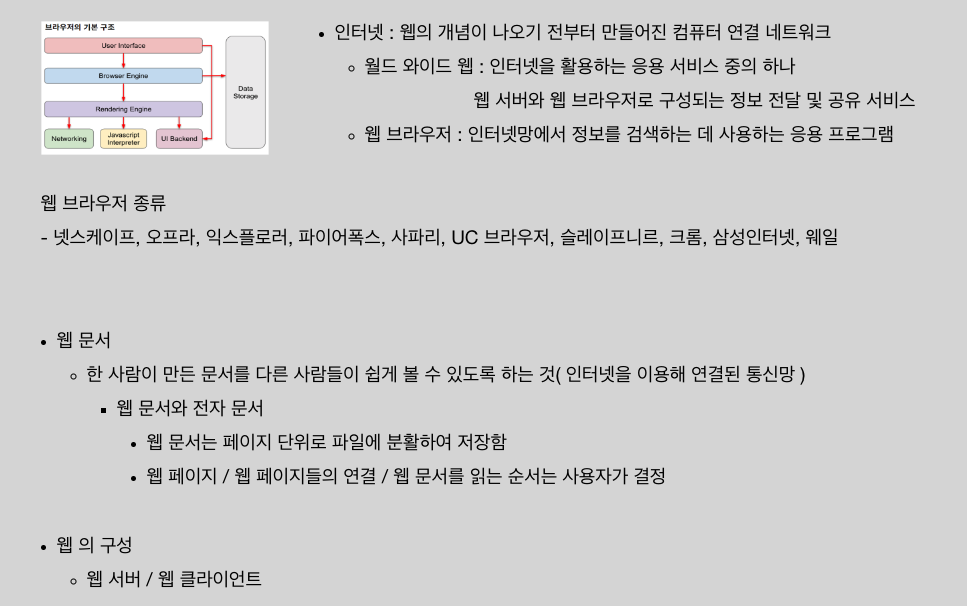 브라우저의 기본 구조
User Interface
Browser Engine
Rendering Engine
Networking
Javascript
Interpreter
UI Backend
Data
Storage
• 인터넷 : 웹의 개념이 나오기 전부터 만들어진 컴퓨터 연결 네트워크
◦ 월드 와이드 웹 : 인터넷을 활용하는 응용 서비스 중의 하나
웹 서버와 웹 브라우저로 구성되는 정보 전달 및 공유 서비스
◦ 웹 브라우저 : 인터넷망에서 정보를 검색하는 데 사용하는 응용 프로그램
웹 브라우저 종류
- 넷스케이프, 오프라, 익스플로러, 파이어폭스, 사파리, UC 브라우저, 슬레이프니르, 크롬, 삼성인터넷, 웨일
• 웹 문서
◦ 한 사람이 만든 문서를 다른 사람들이 쉽게 볼 수 있도록 하는 것( 인터넷을 이용해 연결된 통신망 )
▪ 웹 문서와 전자 문서
• 웹 문서는 페이지 단위로 파일에 분활하여 저장함
• 웹 페이지 / 웹 페이지들의 연결 / 웹 문서를 읽는 순서는 사용자가 결정
• 웹 의 구성
◦ 웹 서버 / 웹 클라이언트